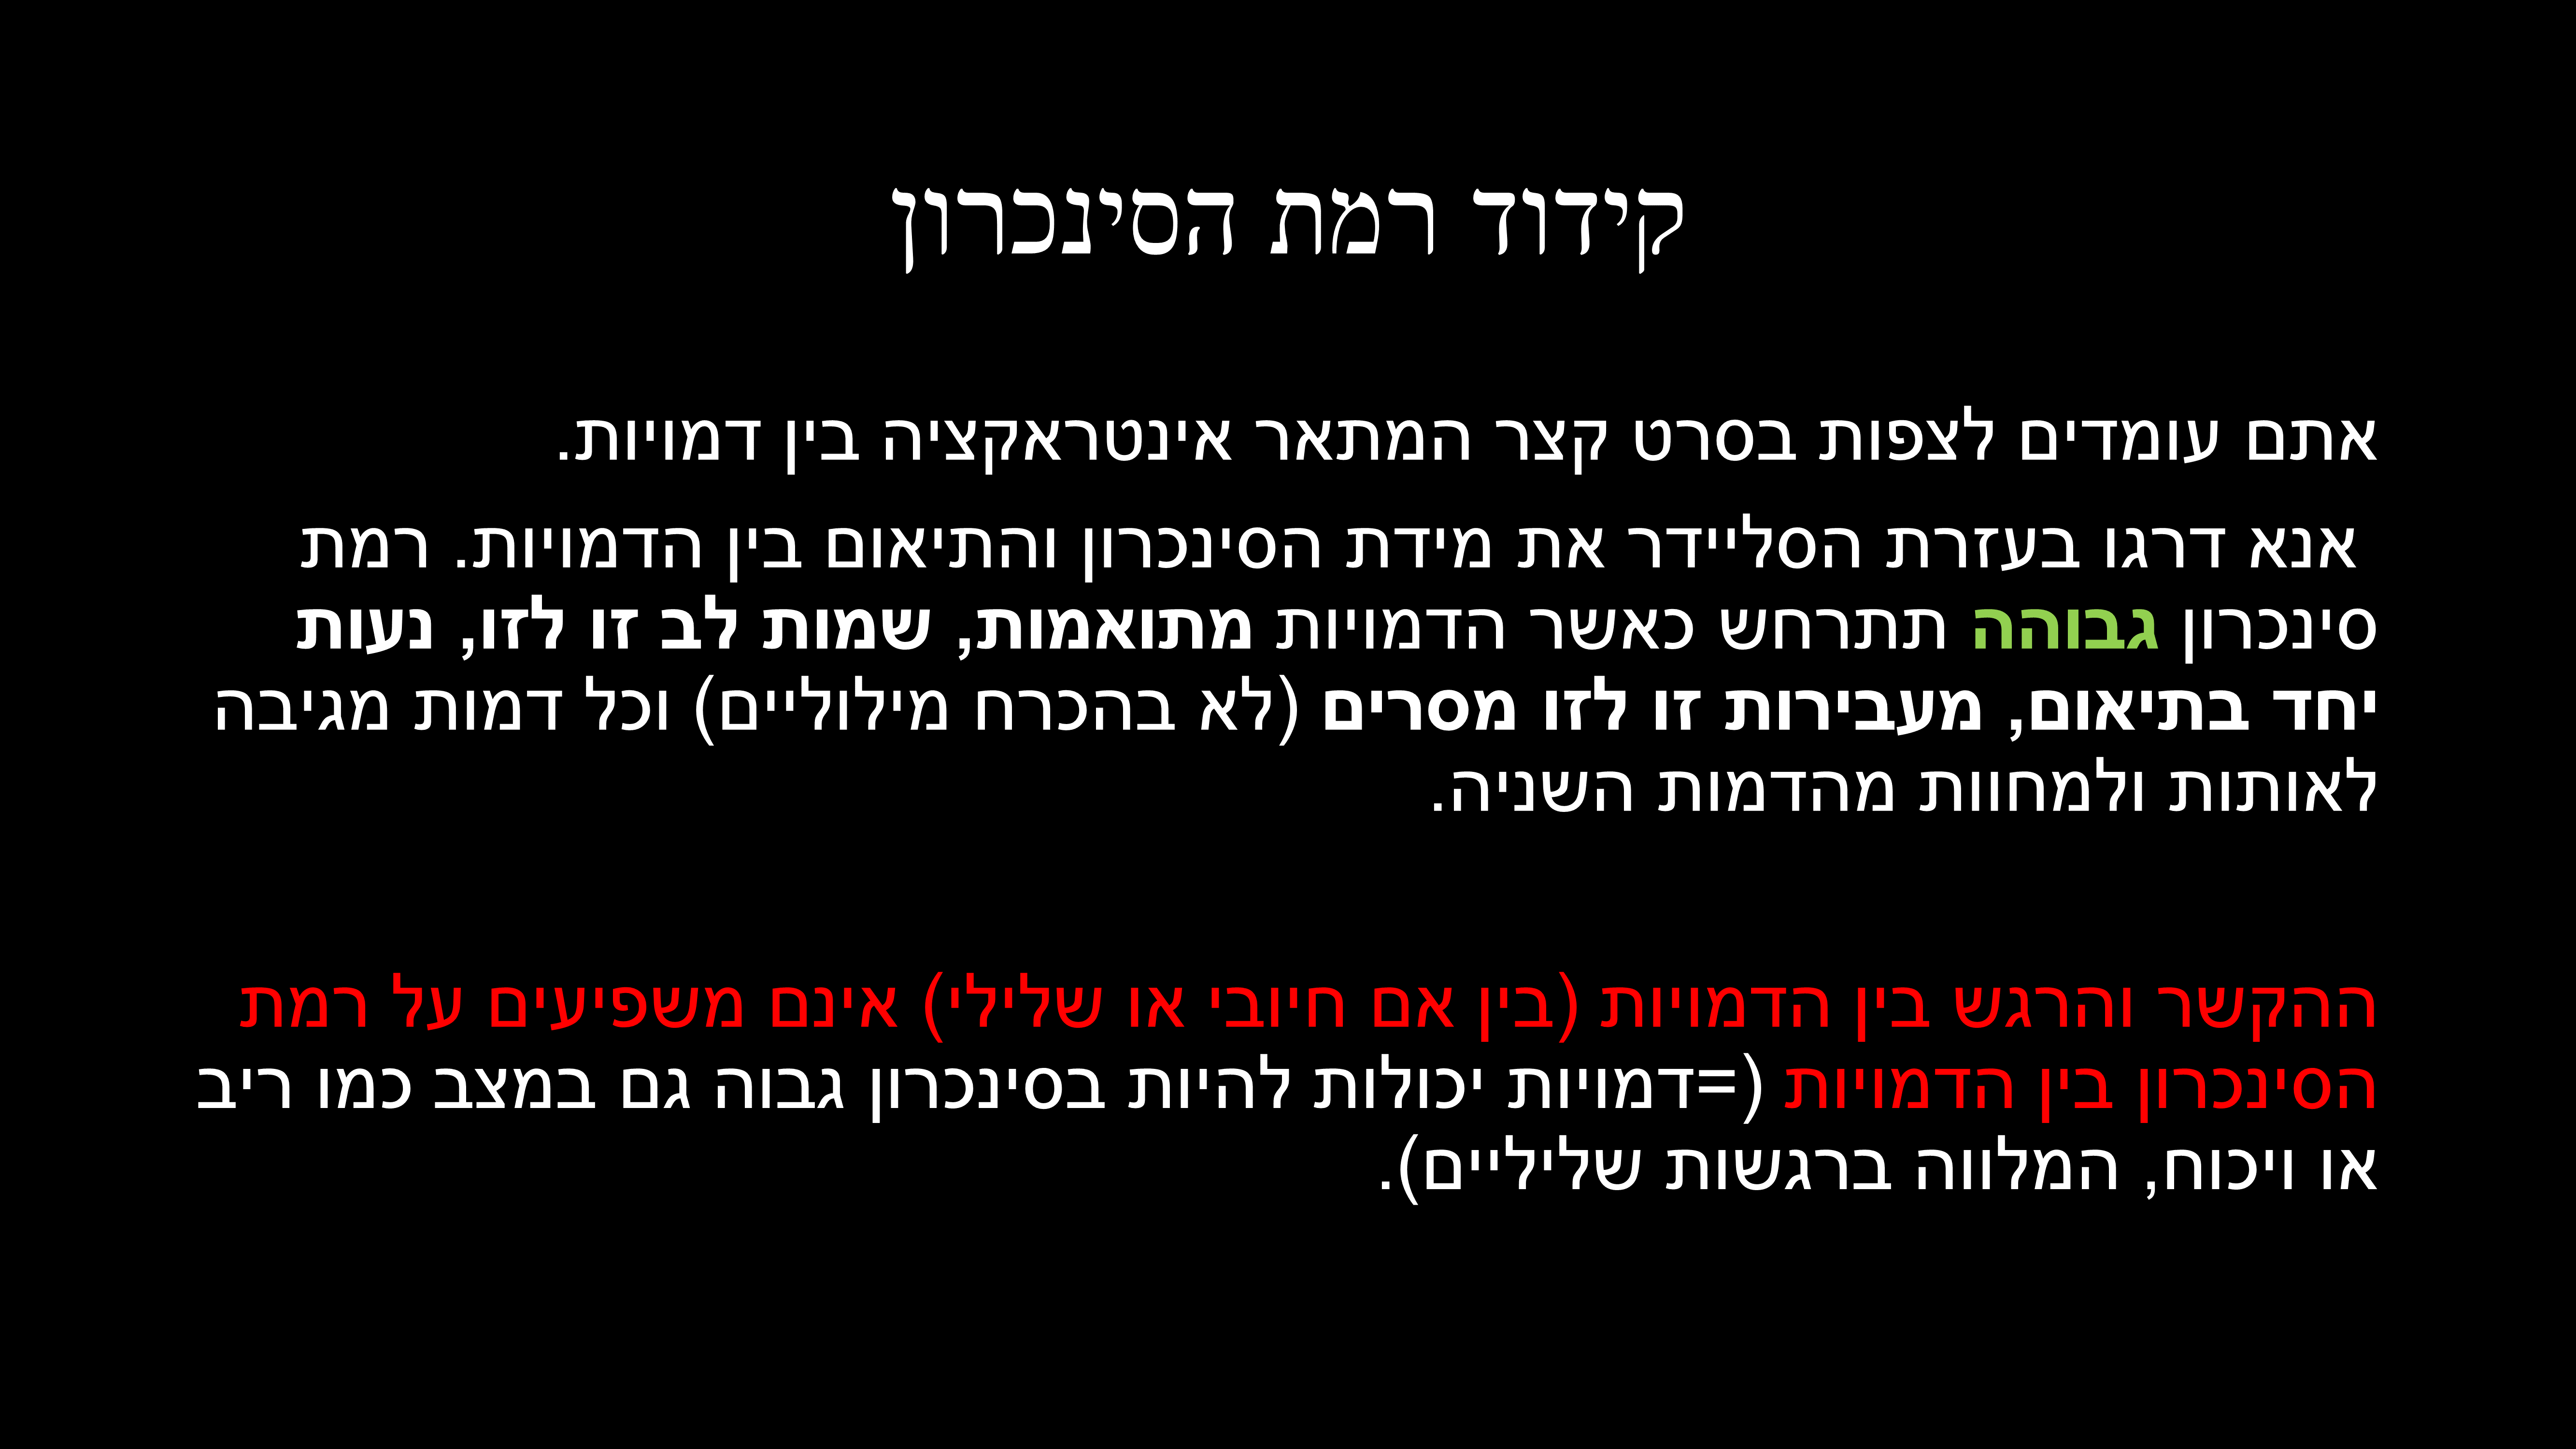 קידוד רמת הסינכרון
אתם עומדים לצפות בסרט קצר המתאר אינטראקציה בין דמויות.
אנא דרגו בעזרת הסליידר את מידת הסינכרון והתיאום בין הדמויות. רמת
סינכרון גבוהה תתרחש כאשר הדמויות מתואמות, שמות לב זו לזו, נעות
יחד בתיאום, מעבירות זו לזו מסרים (לא בהכרח מילוליים) וכל דמות מגיבה
לאותות ולמחוות מהדמות השניה.
ההקשר והרגש בין הדמויות (בין אם חיובי או שלילי) אינם משפיעים על רמת
הסינכרון בין הדמויות (=דמויות יכולות להיות בסינכרון גבוה גם במצב כמו ריב
או ויכוח, המלווה ברגשות שליליים).